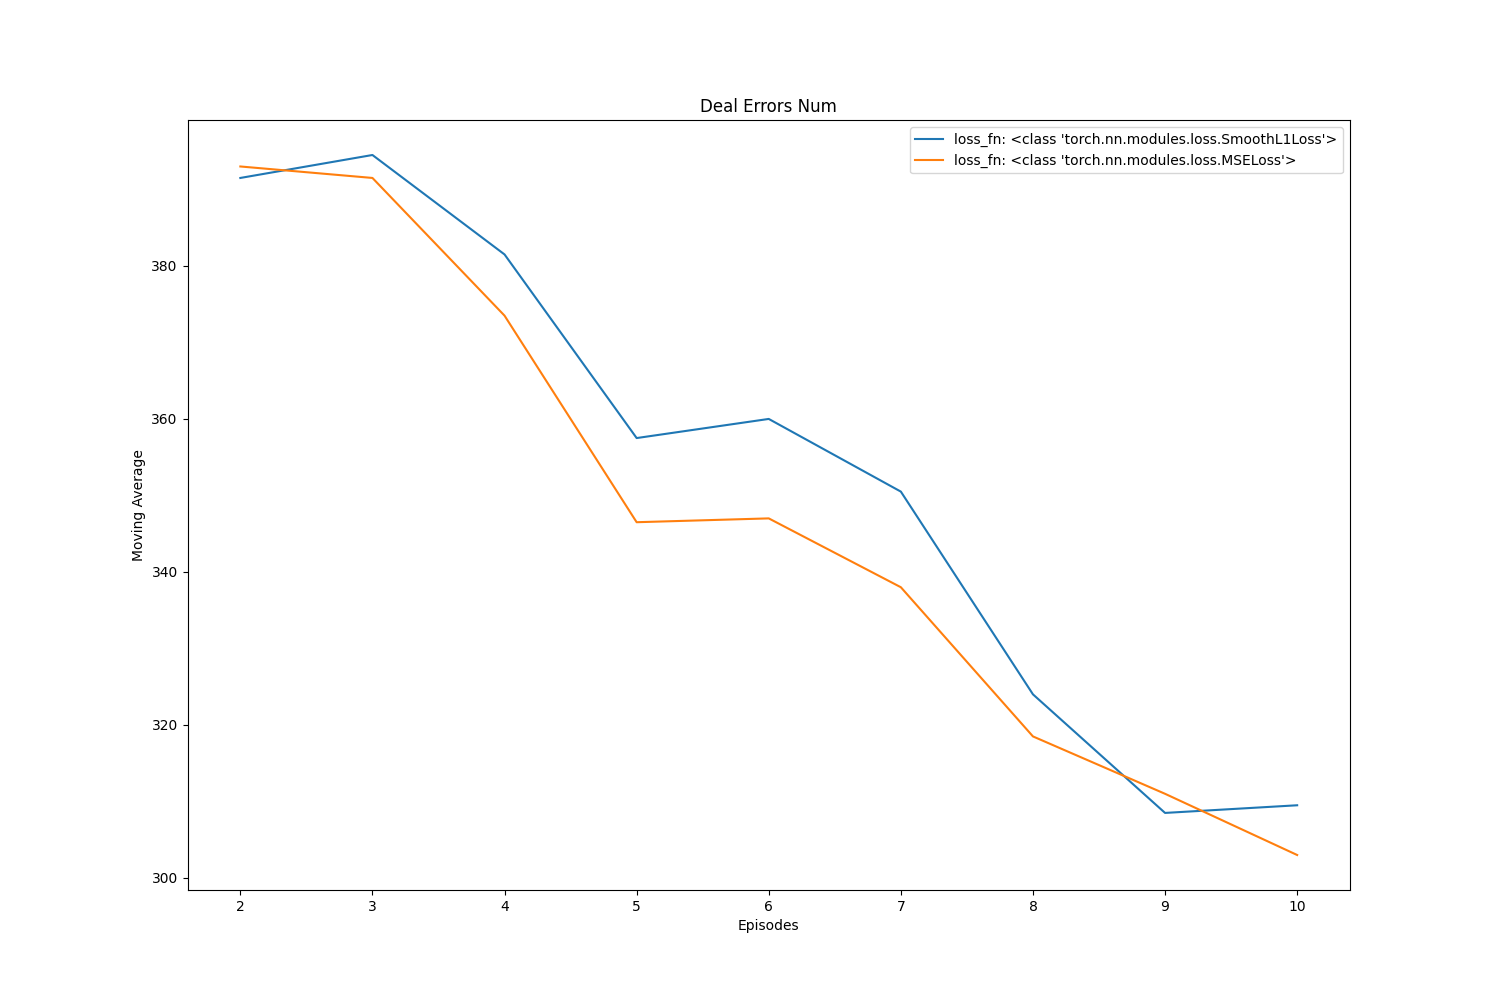 Deal Errors Num
loss_fn: <class 'torch.nn.modules.loss.SmoothL1Loss'>
loss_fn: <class 'torch.nn.modules.loss.MSELoss'>
380
360
340
320
300
Moving Average
2 3 4 5 6 7 8 9 10
Episodes